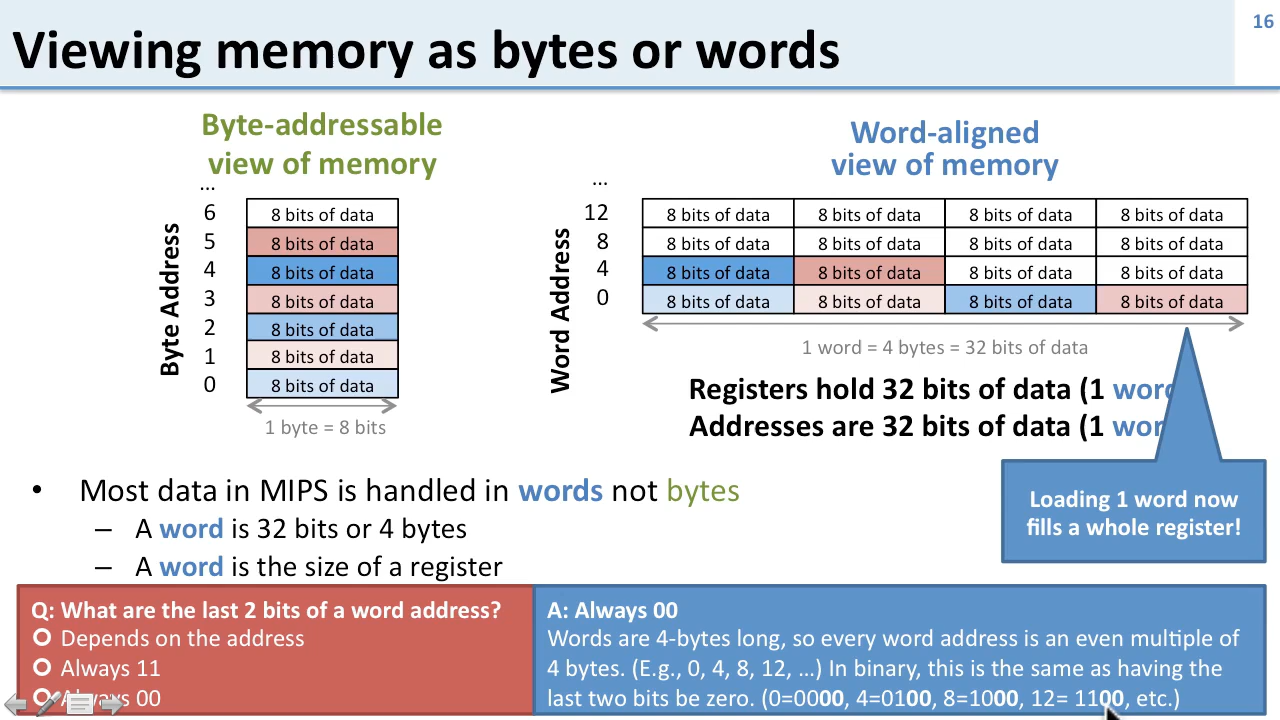 16
Viewing memory as bytes or words
Byte-addressable
view of memory
...
Byte Address
6 8 bits of data
5 8 bits of data
4 8 bits of data
3 8 bits of data
2 8 bits of data
1 8 bits of data
0 8 bits of data
1 byte = 8 bits
Word-aligned
view of memory
...
Word Address
12 8 bits of data 8 bits of data 8 bits of data 8 bits of data
8 8 bits of data 8 bits of data 8 bits of data 8 bits of data
4 8 bits of data 8 bits of data 8 bits of data 8 bits of data
0 8 bits of data 8 bits of data 8 bits of data 8 bits of data
1 word = 4 bytes = 32 bits of data
Registers hold 32 bits of data (1
Addresses are 32 bits of data (1
Loading 1 word now
fills a whole register!
• Most data in MIPS is handled in words not bytes
– A word is 32 bits or 4 bytes
– A word is the size of a register
Q: What are the last 2 bits of a word address?
Depends on the address
Always 11
Always 00
A: Always 00
Words are 4-bytes long, so every word address is an even multiple of
4 bytes. (E.g., 0, 4, 8, 12, ...) In binary, this is the same as having the
last two bits be zero. (0=0000, 4=0100, 8=1000, 12= 1100, etc.)